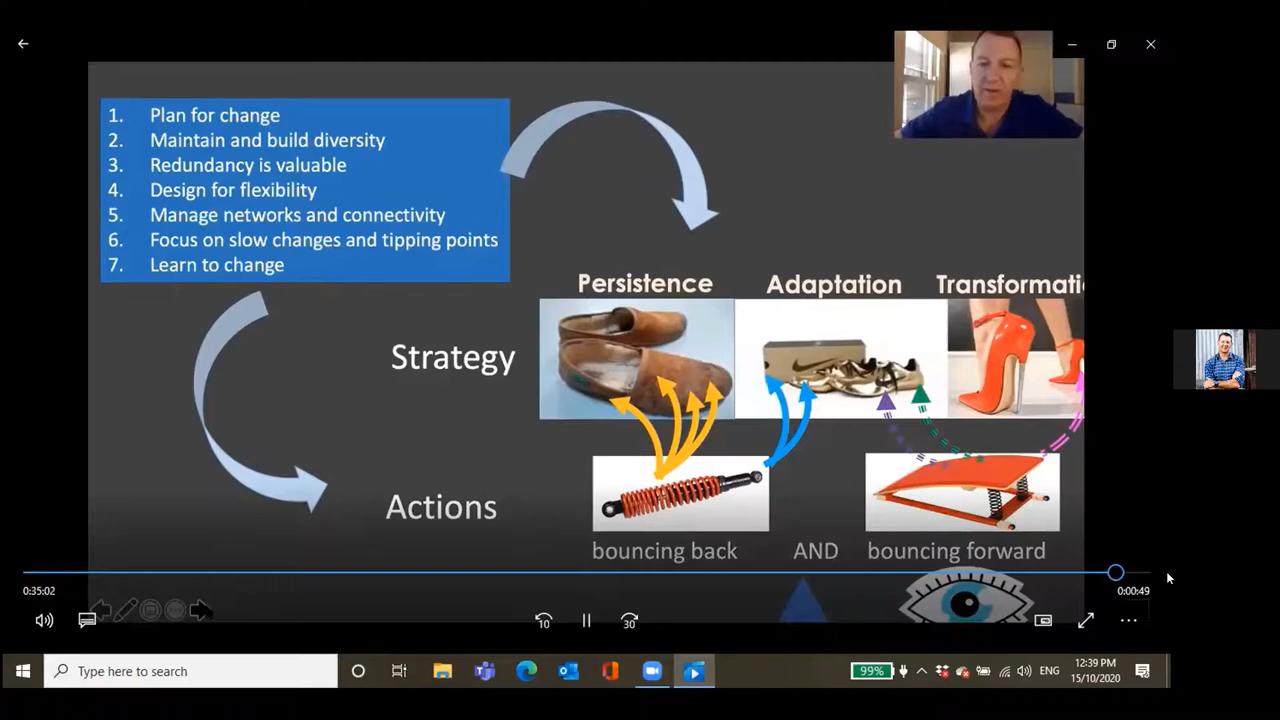 1. Plan for change
2. Maintain and build diversity
3. Redundancy is valuable
4. Design for flexibility
5. Manage networks and connectivity
6. Focus on slow changes and tipping points
7. Learn to change
Persistence Adaptation Transformati
Strategy
Actions
bouncing back AND bouncing forward
0:35:02 0:00:49
10 30
Type here to search
99% ENG 12:39 PM
15/10/2020